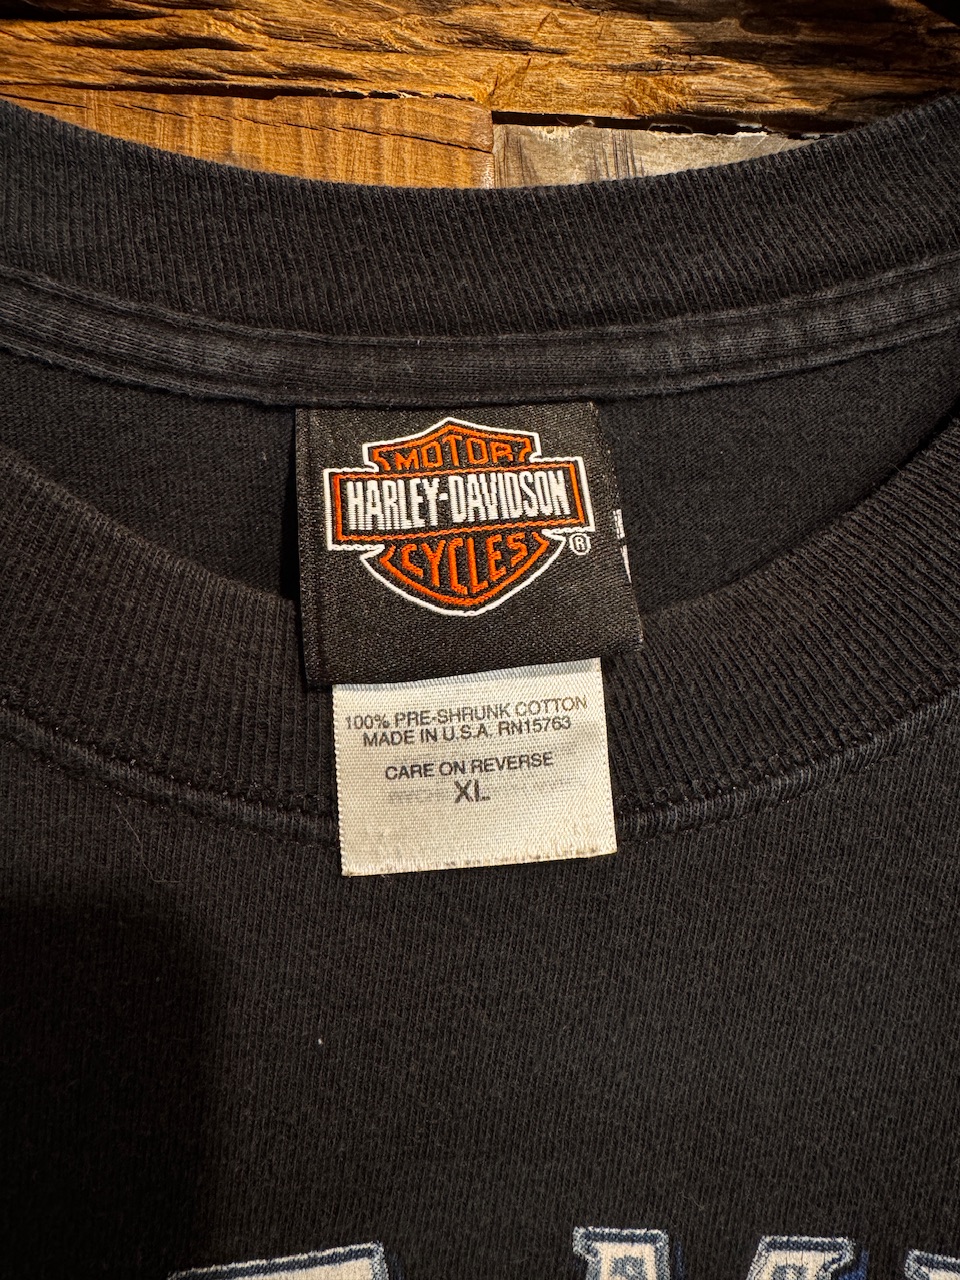 MOTOR
HARLEY-DAVIDSON
CYCLES
®
100% PRE-SHRUNK COTTON
MADE IN U.S.A. RN15763
CARE ON REVERSE
XL